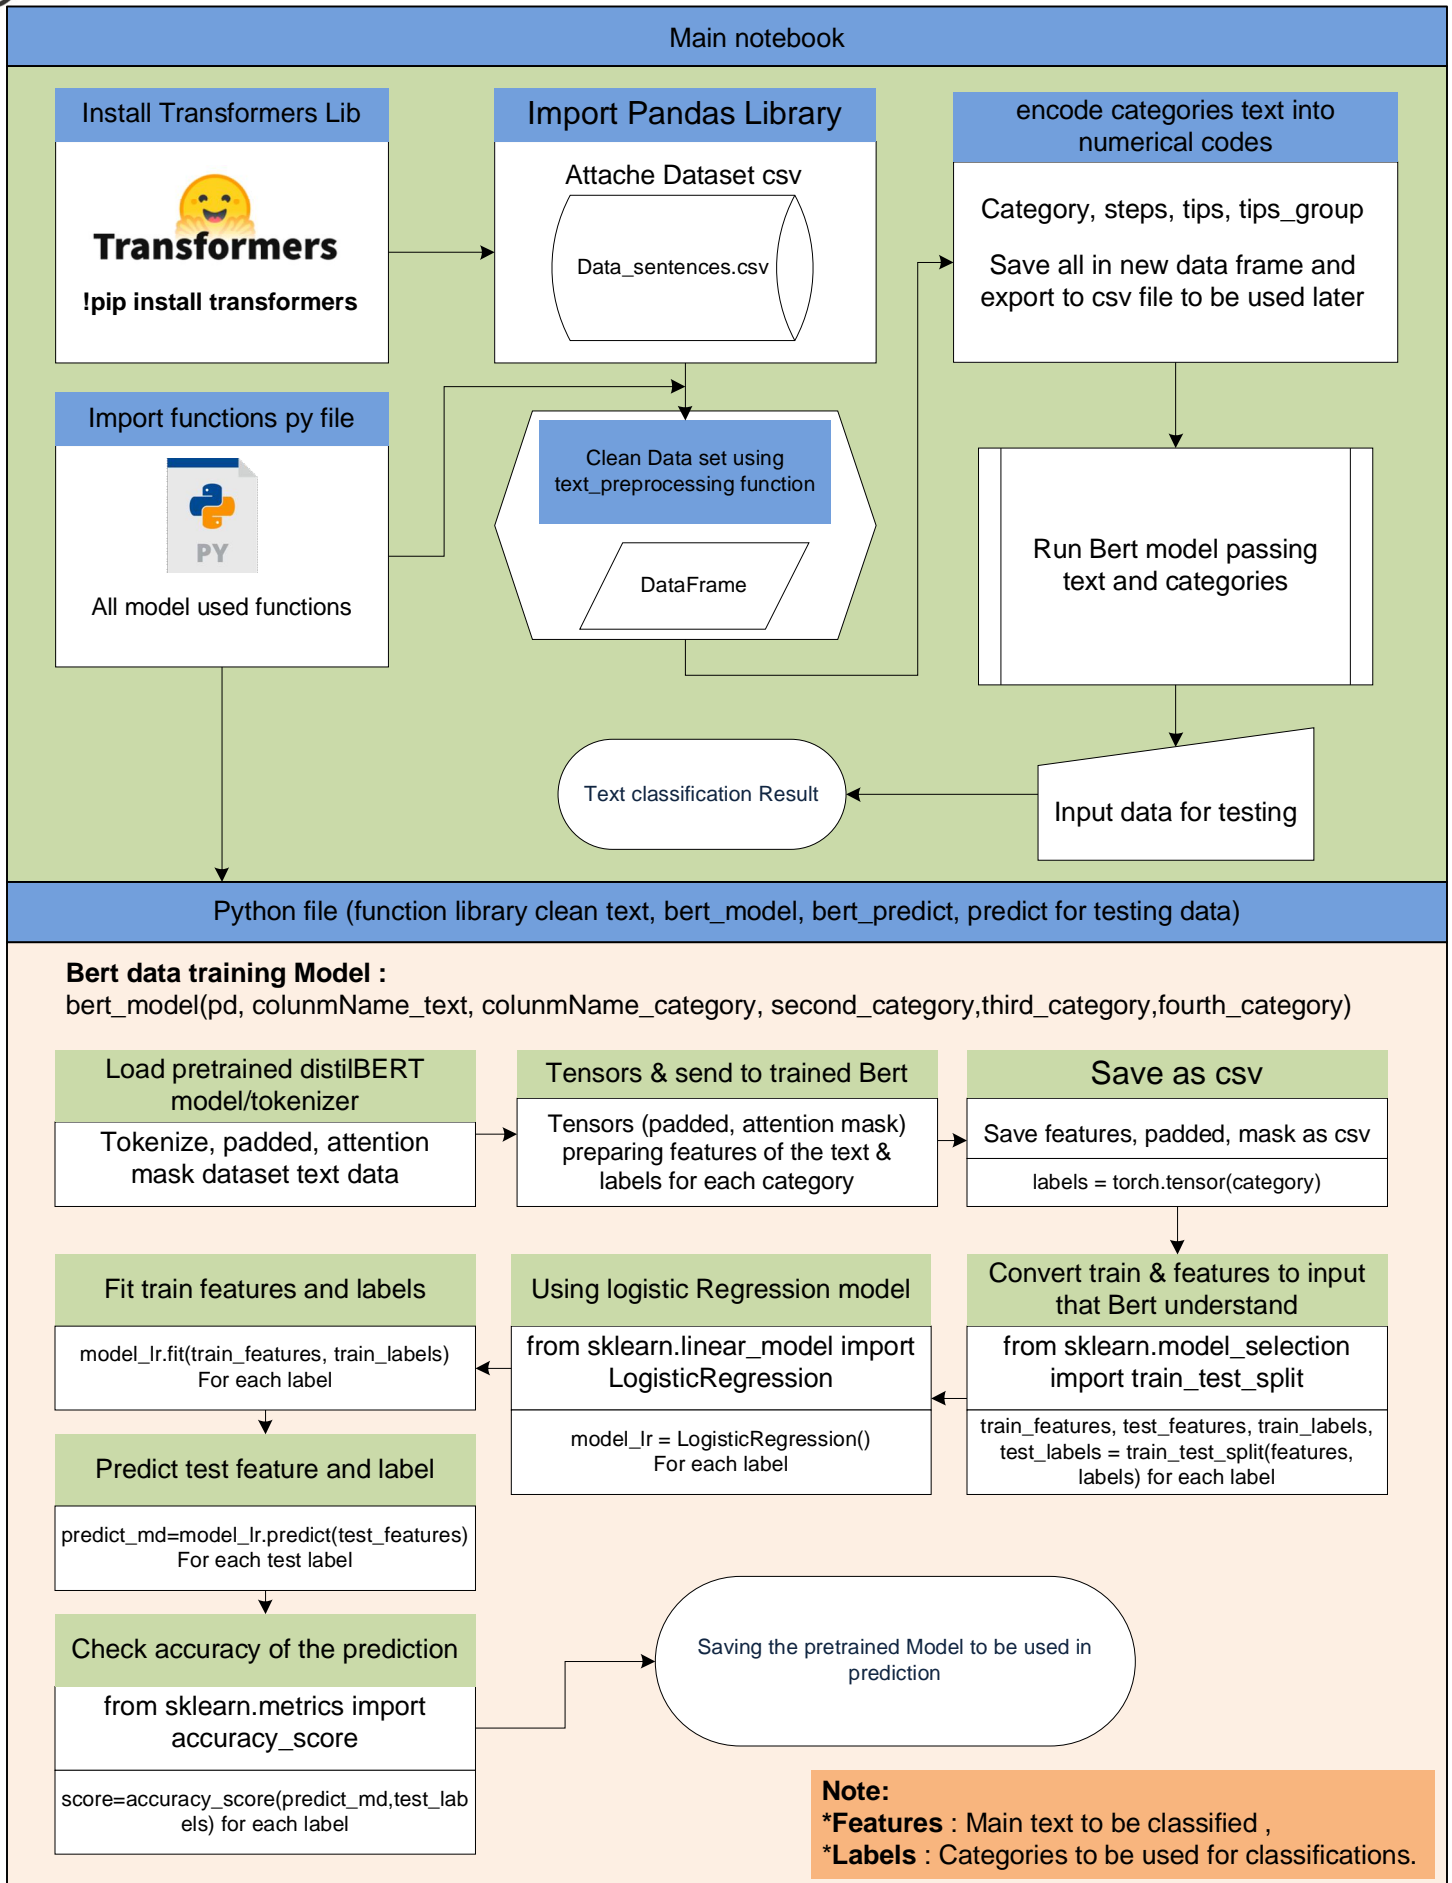 Main notebook
Install Transformers Lib
Transformers
!pip install transformers
Import Pandas Library
Attache Dataset csv
Data_sentences.csv
encode categories text into
numerical codes
Category, steps, tips, tips_group
Save all in new data frame and
export to csv file to be used later
Import functions py file
PY
All model used functions
Clean Data set using
text_preprocessing function
DataFrame
Run Bert model passing
text and categories
Text classification Result
Input data for testing
Python file (function library clean text, bert_model, bert_predict, predict for testing data)
Bert data training Model :
bert_model(pd, colunmName_text, colunmName_category, second_category,third_category,fourth_category)
Load pretrained distilBERT
model/tokenizer
Tokenize, padded, attention
mask dataset text data
Tensors & send to trained Bert
Tensors (padded, attention mask)
preparing features of the text &
labels for each category
Save as csv
Save features, padded, mask as csv
labels = torch.tensor(category)
Fit train features and labels
model_lr.fit(train_features, train_labels)
For each label
Using logistic Regression model
from sklearn.linear_model import
LogisticRegression
model_lr = LogisticRegression()
For each label
Convert train & features to input
that Bert understand
from sklearn.model_selection
import train_test_split
train_features, test_features, train_labels,
test_labels = train_test_split(features,
labels) for each label
Predict test feature and label
predict_md=model_lr.predict(test_features)
For each test label
Check accuracy of the prediction
from sklearn.metrics import
accuracy_score
score=accuracy_score(predict_md,test_lab
els) for each label
Saving the pretrained Model to be used in
prediction
Note:
*Features : Main text to be classified ,
*Labels : Categories to be used for classifications.